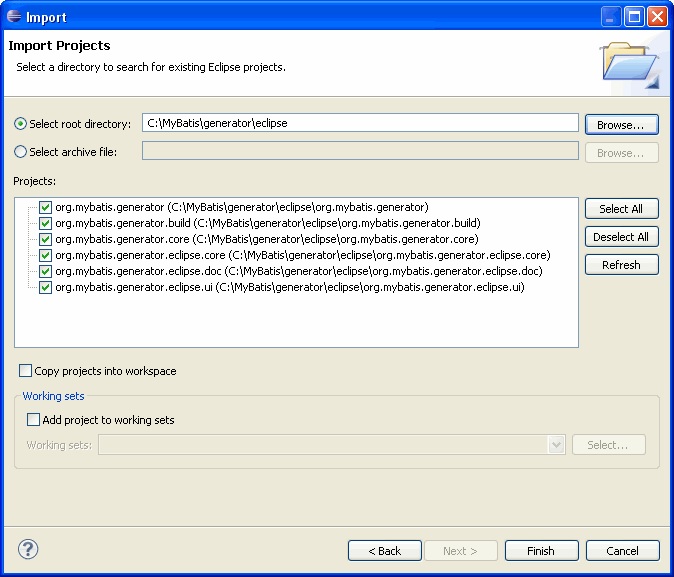 Import
Import Projects
Select a directory to search for existing Eclipse projects.
Select root directory: C:\MyBatis\generator\eclipse Browse...
Select archive file: Browse...
Projects:
org.mybatis.generator (C:\MyBatis\generator\eclipse\org.mybatis.generator) Select All
org.mybatis.generator.build (C:\MyBatis\generator\eclipse\org.mybatis.generator.build)
org.mybatis.generator.core (C:\MyBatis\generator\eclipse\org.mybatis.generator.core) Deselect All
org.mybatis.generator.eclipse.core (C:\MyBatis\generator\eclipse\org.mybatis.generator.eclipse.core)
org.mybatis.generator.eclipse.doc (C:\MyBatis\generator\eclipse\org.mybatis.generator.eclipse.doc) Refresh
org.mybatis.generator.eclipse.ui (C:\MyBatis\generator\eclipse\org.mybatis.generator.eclipse.ui)
Copy projects into workspace
Working sets
Add project to working sets
Working sets: Select...
? < Back Next > Finish Cancel